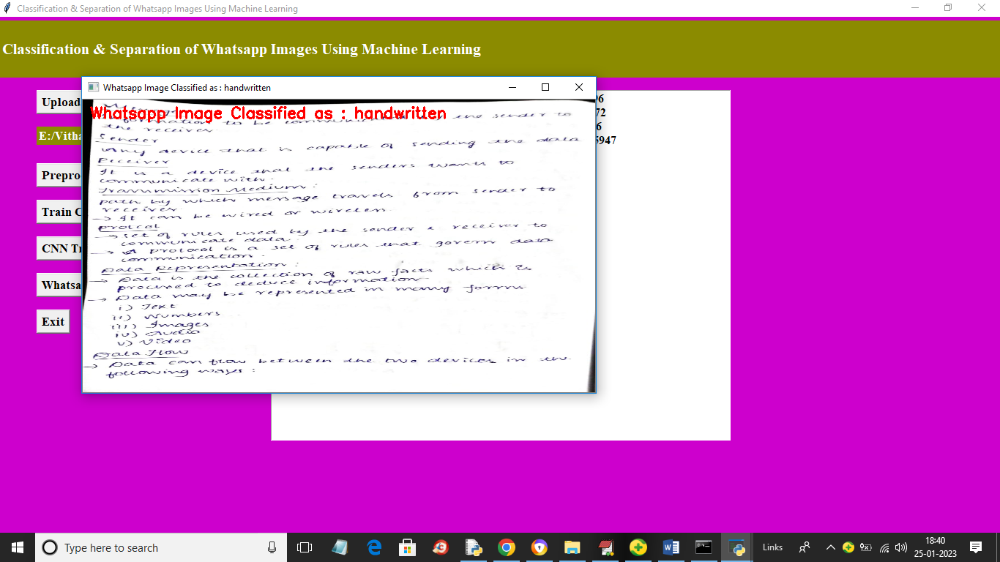 Classification & Separation of Whatsapp Images Using Machine Learning
Classification & Separation of Whatsapp Images Using Machine Learning
Upload
E:/Vitha
Prepro
Train C
CNN Tr
Whatsa
Exit
96
72
6
5947
Whatsapp Image Classified as : handwritten
Whatsapp Image Classified as : handwritten
to be the sender to
the receiver.
Sender
Any device that is capable of sending the data
Receiver
It is a device that the senders wants to
communicate with.
Transmission Medium :
path by which message travels from sender to
receiver
→ It can be wired or wireless.
protcol
→ set of rules used by the sender & receiver to
communicate data.
→ A protocol is a set of rules that govern data
communication.
Data Representation :
→ Data is the collection of raw facts which is
processed to deduce information
→ Data may be represented in many forms
i) Text
ii) Numbers
iii) Images
iv) Audio
v) Video
Data Flow
→ Data can flow between the two devices in the
following ways :
Type here to search
Links
18:40
25-01-2023